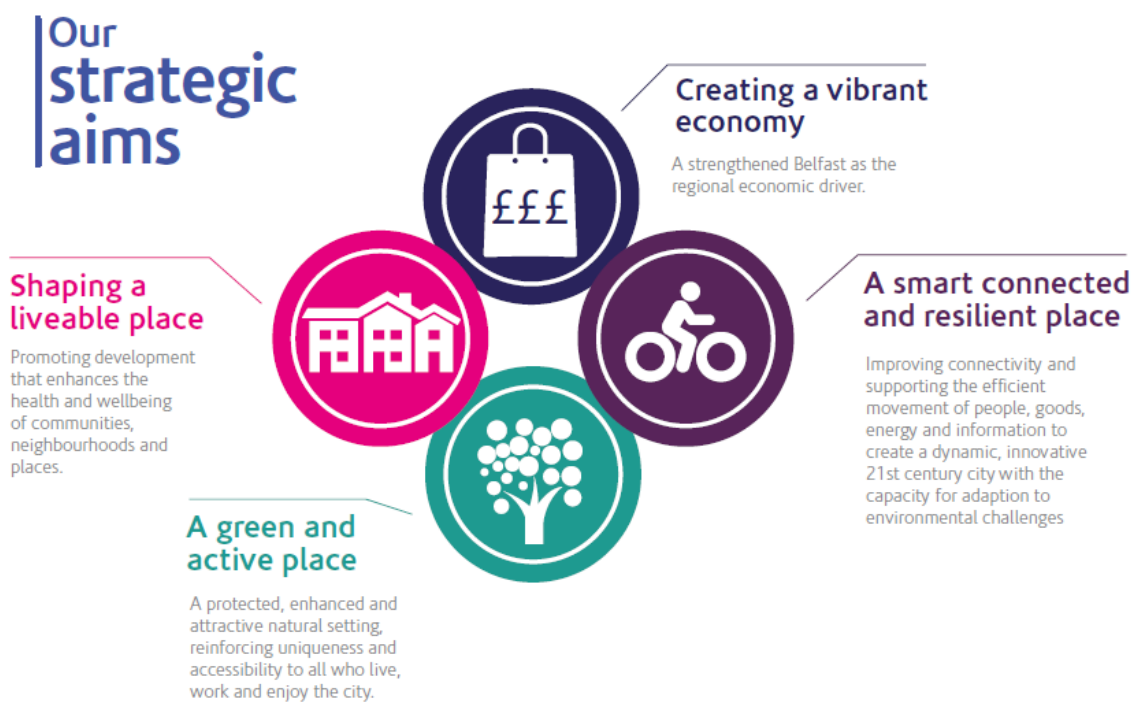 Our
strategic
aims
Creating a vibrant
economy
A strengthened Belfast as the
regional economic driver.
£££
Shaping a
liveable place
Promoting development
that enhances the
health and wellbeing
of communities,
neighbourhoods and
places.
A smart connected
and resilient place
Improving connectivity and
supporting the efficient
movement of people, goods,
energy and information to
create a dynamic, innovative
21st century city with the
capacity for adaption to
environmental challenges
A green and
active place
A protected, enhanced and
attractive natural setting,
reinforcing uniqueness and
accessibility to all who live,
work and enjoy the city.